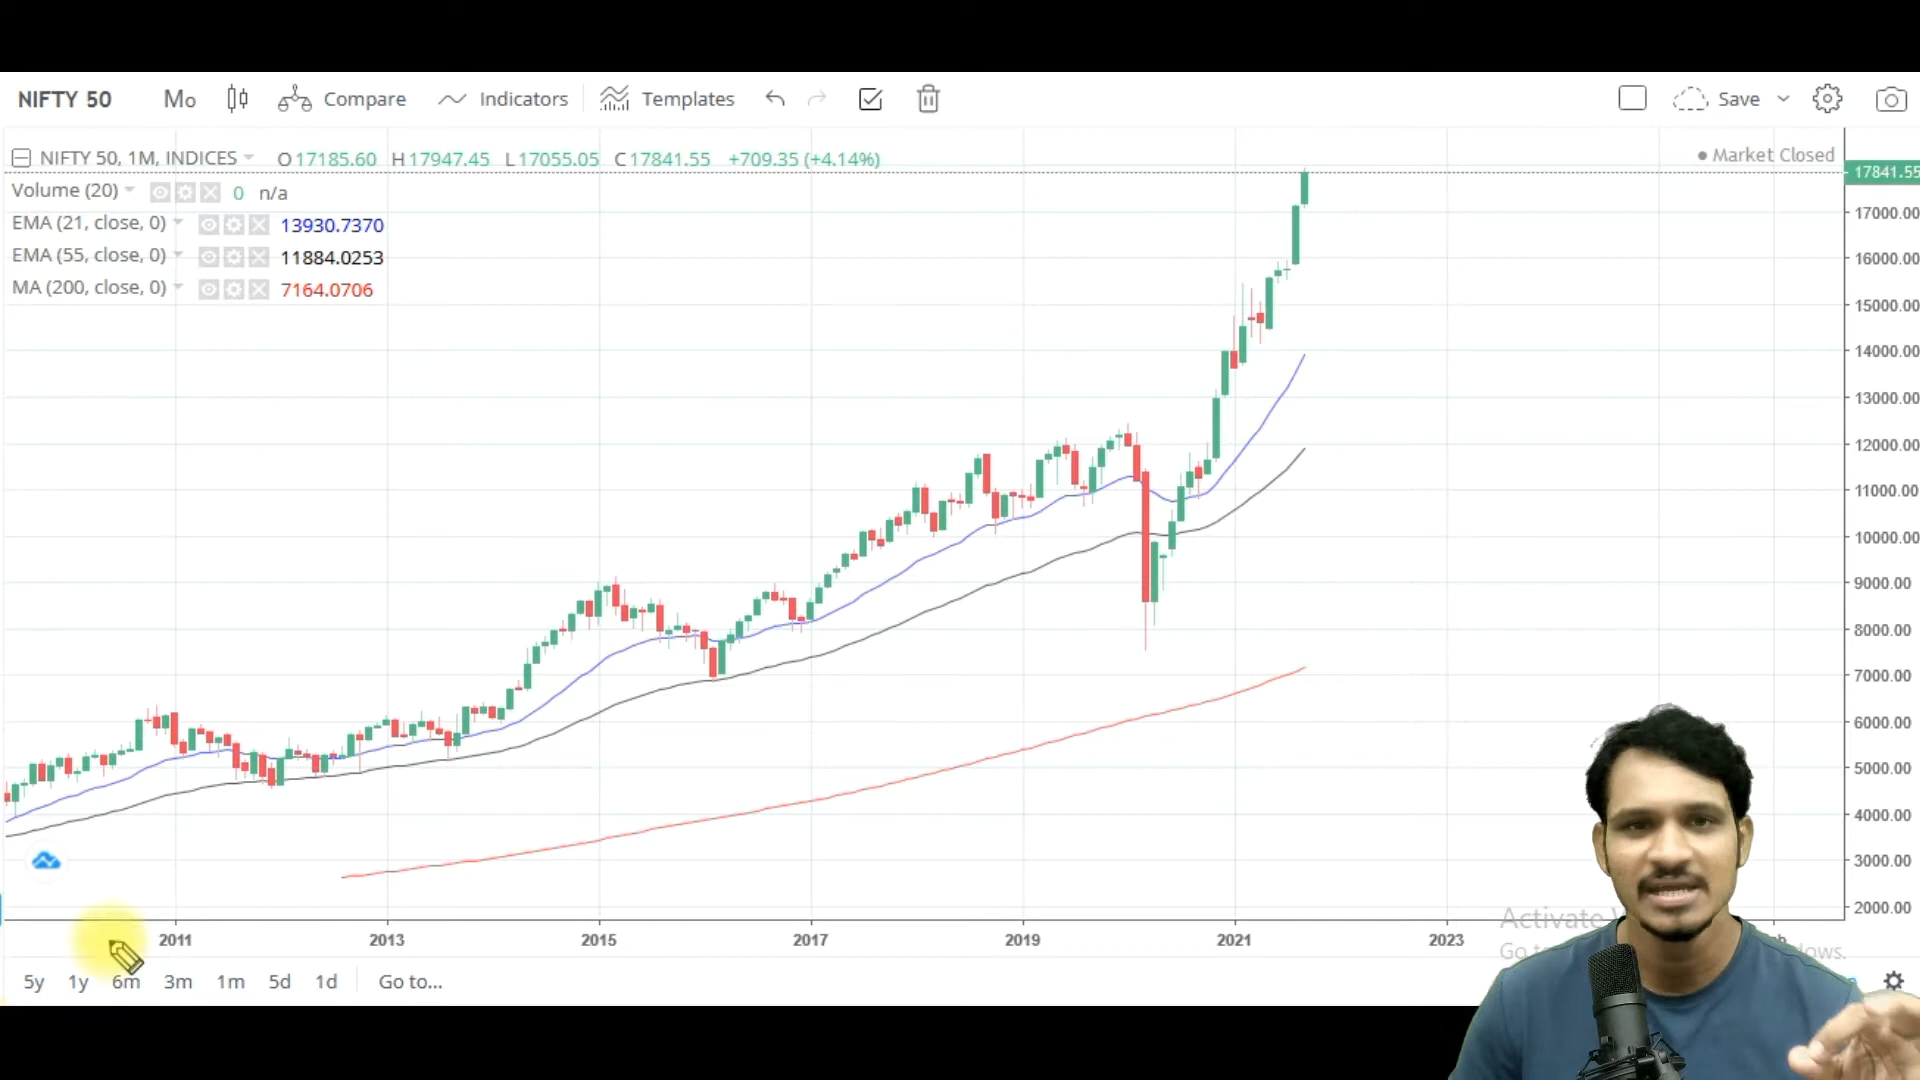 NIFTY 50 Mo Compare Indicators Templates Save
NIFTY 50, 1M, INDICES O17185.60 H17947.45 L17055.05 C17841.55 +709.35 (+4.14%) Market Closed
17841.55
Volume (20) 0 n/a
EMA (21, close, 0) 13930.7370
EMA (55, close, 0) 11884.0253
MA (200, close, 0) 7164.0706
17000.00
16000.00
15000.00
14000.00
13000.00
12000.00
11000.00
10000.00
9000.00
8000.00
7000.00
6000.00
5000.00
4000.00
3000.00
2000.00
Activate
2011 2013 2015 2017 2019 2021 2023
5y 1y 6m 3m 1m 5d 1d Go to...